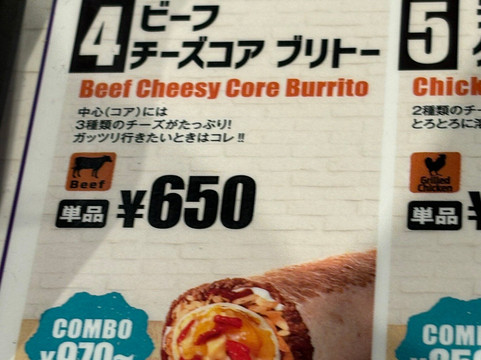 4 ビーフ
チーズコア ブリトー
Beef Cheesy Core Burrito
中心(コア)には
3種類のチーズがたっぷり!
ガッツリ行きたいときはコレ!!
Beef
単品 ¥650
COMBO
¥970~
5
Chick
2種類のチー
とろとろに
Grilled
Chicken
単品 ¥
COM